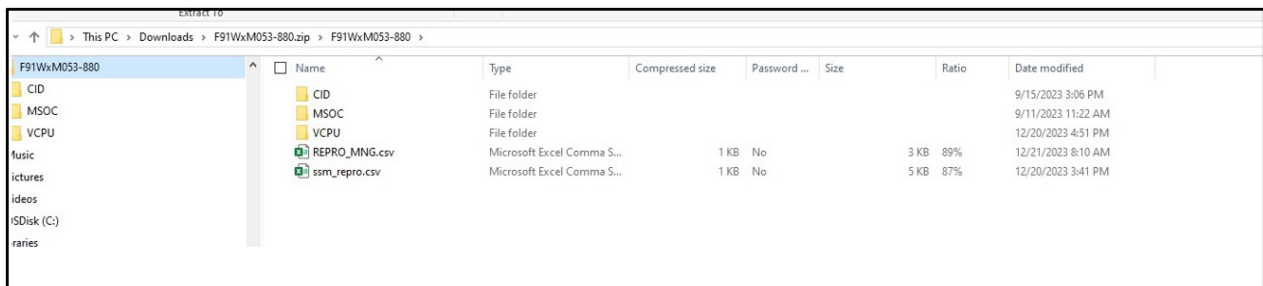 Extract To
This PC > Downloads > F91WxM053-880.zip > F91WxM053-880 >
F91WxM053-880
CID
MSOC
VCPU
Name Type Compressed size Password ... Size Ratio Date modified
CID File folder 9/15/2023 3:06 PM
MSOC File folder 9/11/2023 11:22 AM
VCPU File folder 12/20/2023 4:51 PM
REPRO_MNG.csv Microsoft Excel Comma S... 1 KB No 3 KB 89% 12/21/2023 8:10 AM
ssm_repro.csv Microsoft Excel Comma S... 1 KB No 5 KB 87% 12/20/2023 3:41 PM
Music
ictures
ideos
SDisk (C:)
raries